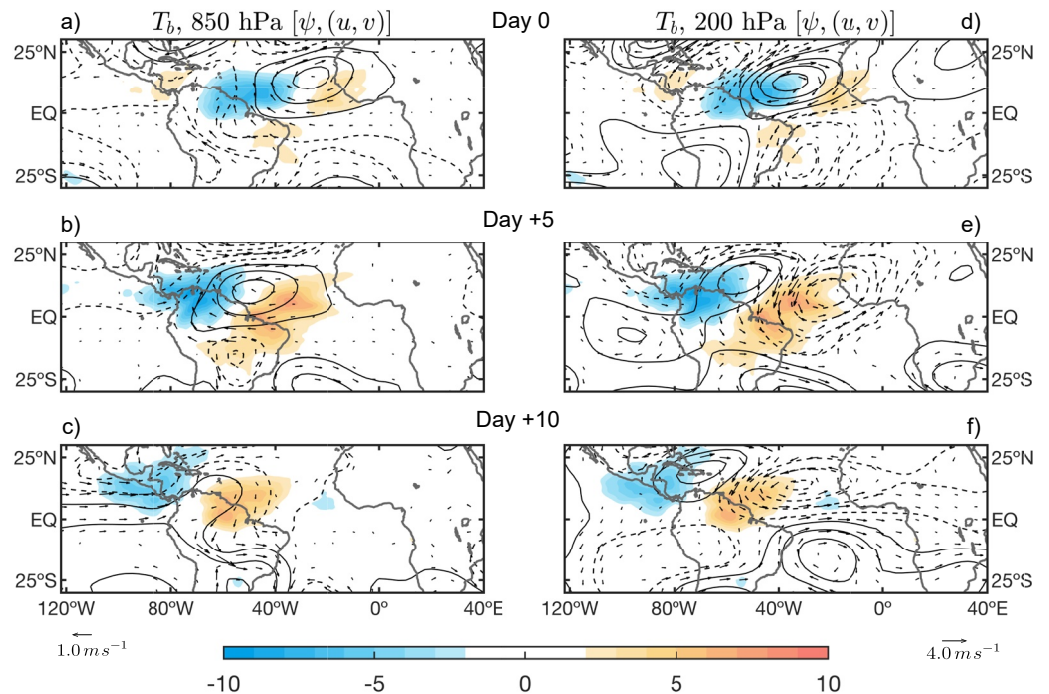 a) T_b, 850 hPa [ψ, (u, v)] Day 0 T_b, 200 hPa [ψ, (u, v)] d)
25ºN 25ºN
EQ EQ
25ºS 25ºS
b) Day +5 e)
25ºN 25ºN
EQ EQ
25ºS 25ºS
c) Day +10 f)
25ºN 25ºN
EQ EQ
25ºS 25ºS
120ºW 80ºW 40ºW 0º 40ºE 120ºW 80ºW 40ºW 0º 40ºE
1.0 ms⁻¹ 4.0 ms⁻¹
-10 -5 0 5 10